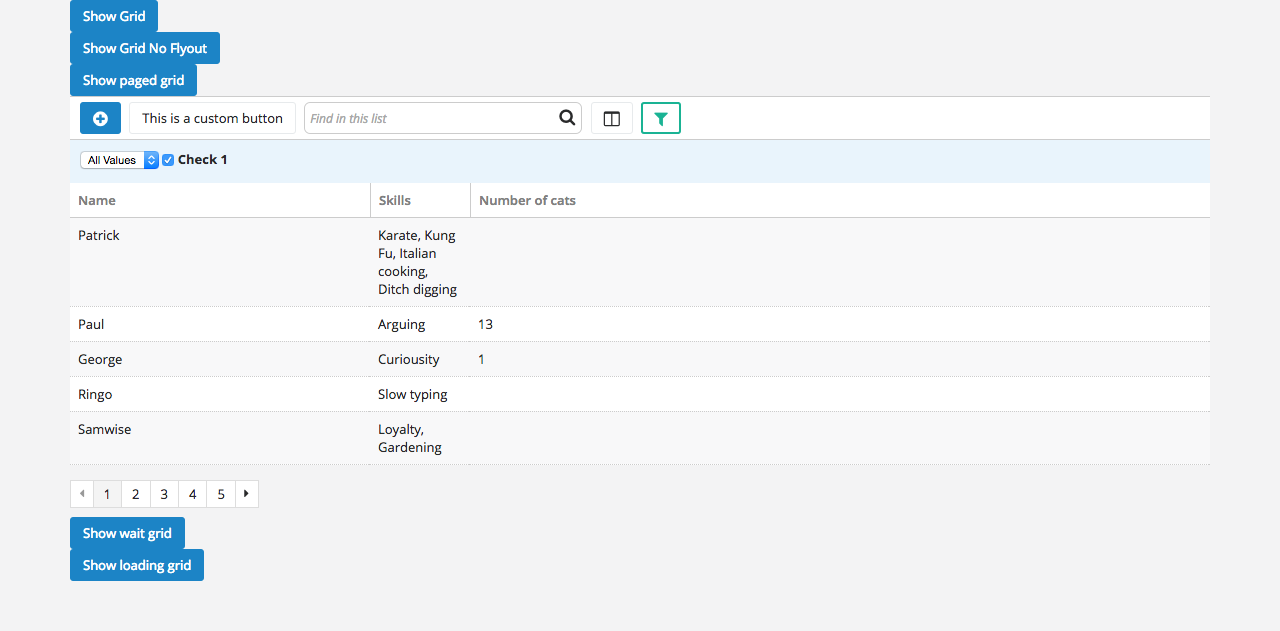 Show Grid
Show Grid No Flyout
Show paged grid
This is a custom button Find in this list
All Values Check 1
Name Skills Number of cats
Patrick Karate, Kung
Fu, Italian
cooking,
Ditch digging
Paul Arguing 13
George Curiousity 1
Ringo Slow typing
Samwise Loyalty,
Gardening
1 2 3 4 5
Show wait grid
Show loading grid